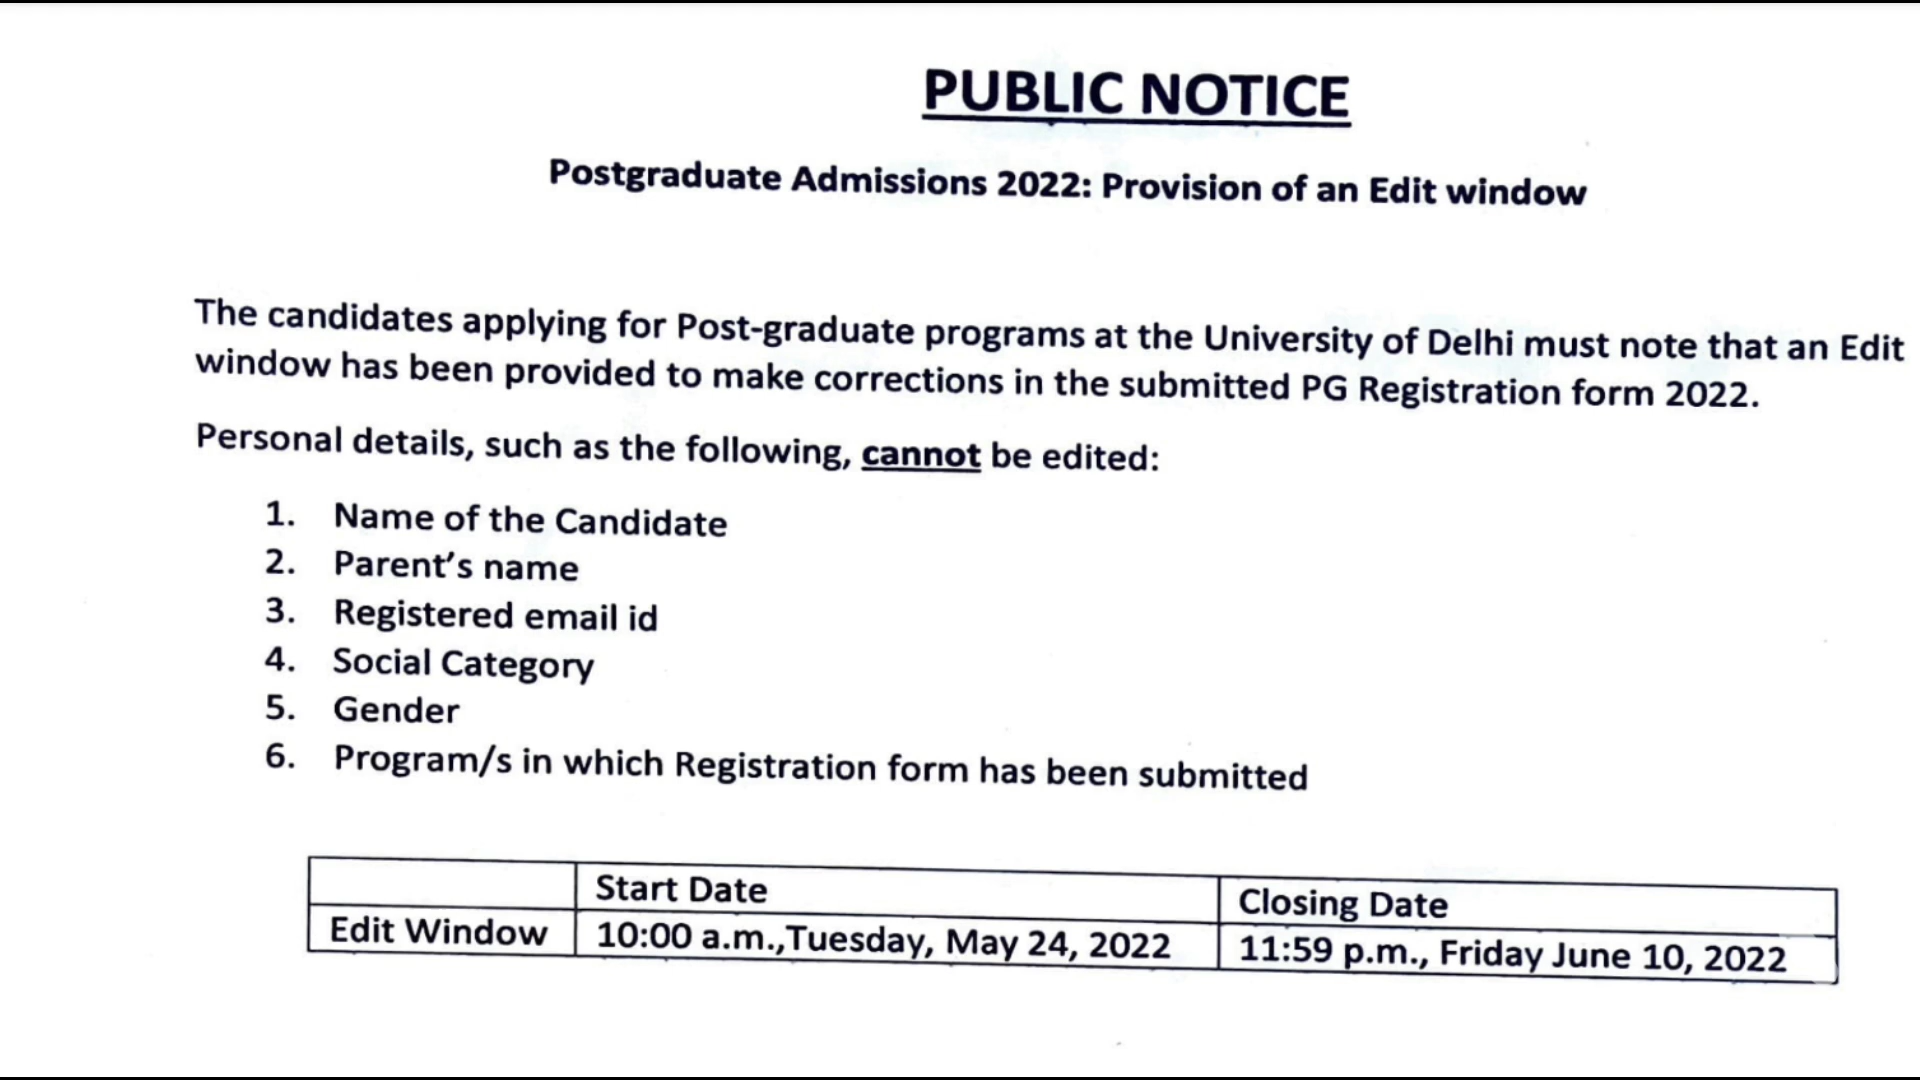 PUBLIC NOTICE
Postgraduate Admissions 2022: Provision of an Edit window
The candidates applying for Post-graduate programs at the University of Delhi must note that an Edit
window has been provided to make corrections in the submitted PG Registration form 2022.
Personal details, such as the following, cannot be edited:
1. Name of the Candidate
2. Parent's name
3. Registered email id
4. Social Category
5. Gender
6. Program/s in which Registration form has been submitted
Start Date Closing Date
Edit Window 10:00 a.m.,Tuesday, May 24, 2022 11:59 p.m., Friday June 10, 2022